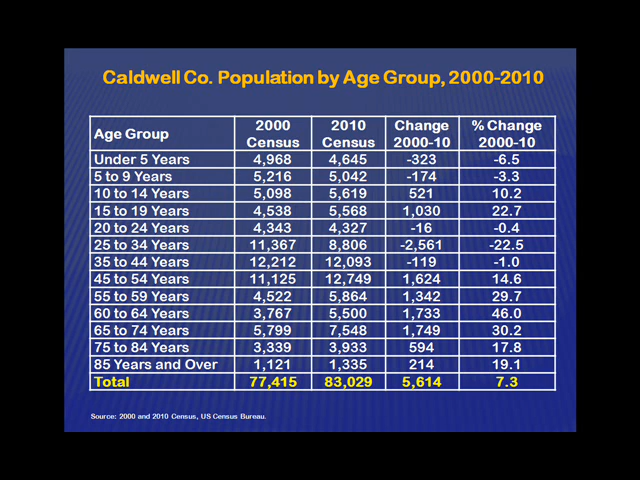 Caldwell Co. Population by Age Group, 2000-2010
Age Group 2000 Census 2010 Census Change 2000-10 % Change 2000-10
Under 5 Years 4,968 4,645 -323 -6.5
5 to 9 Years 5,216 5,042 -174 -3.3
10 to 14 Years 5,098 5,619 521 10.2
15 to 19 Years 4,538 5,568 1,030 22.7
20 to 24 Years 4,343 4,327 -16 -0.4
25 to 34 Years 11,367 8,806 -2,561 -22.5
35 to 44 Years 12,212 12,093 -119 -1.0
45 to 54 Years 11,125 12,749 1,624 14.6
55 to 59 Years 4,522 5,864 1,342 29.7
60 to 64 Years 3,767 5,500 1,733 46.0
65 to 74 Years 5,799 7,548 1,749 30.2
75 to 84 Years 3,339 3,933 594 17.8
85 Years and Over 1,121 1,335 214 19.1
Total 77,415 83,029 5,614 7.3
Source: 2000 and 2010 Census, US Census Bureau.